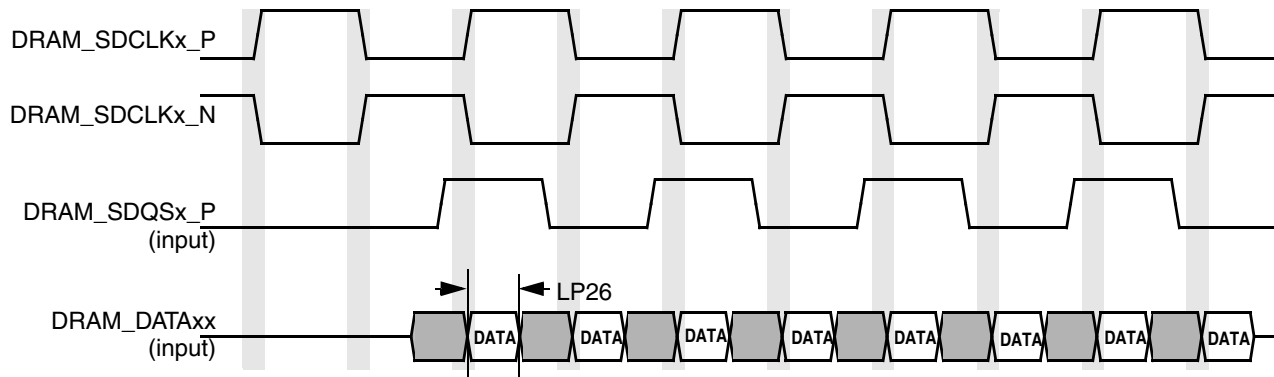 DRAM_SDCLKx_P
DRAM_SDCLKx_N
DRAM_SDQSx_P
(input)
LP26
DRAM_DATAxx
(input)
DATA DATA DATA DATA DATA DATA DATA DATA